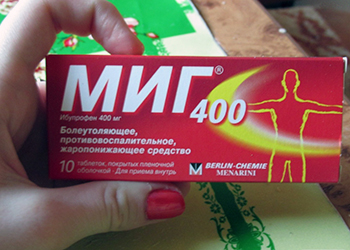 МИГ® 400
Ибупрофен 400 мг
Болеутоляющее,
противовоспалительное,
жаропонижающее средство
10 таблеток, покрытых пленочной
оболочкой · Для приема внутрь
BERLIN-CHEMIE
MENARINI